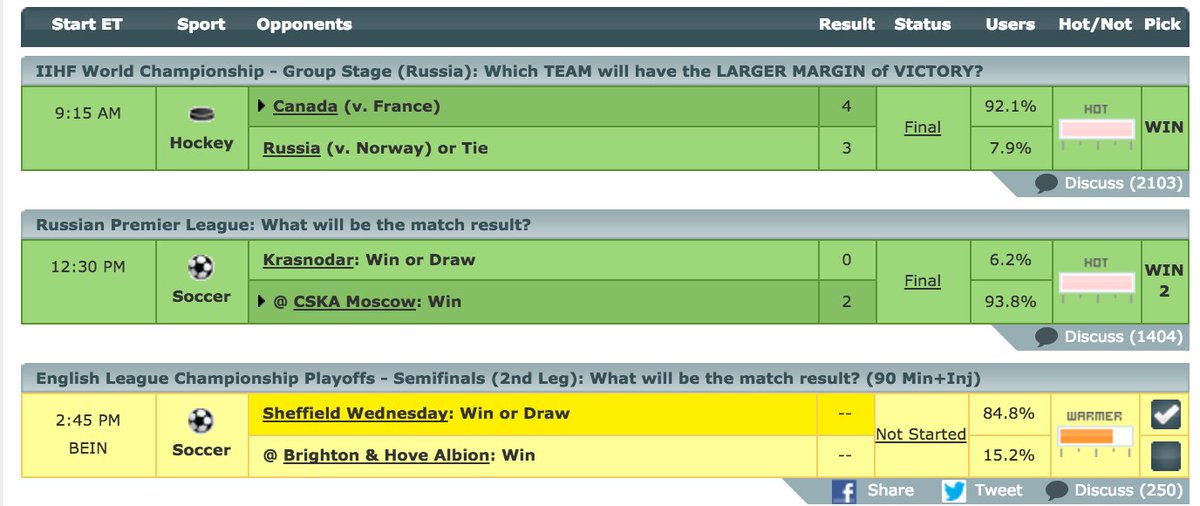 Start ET Sport Opponents Result Status Users Hot/Not Pick
IIHF World Championship - Group Stage (Russia): Which TEAM will have the LARGER MARGIN of VICTORY?
9:15 AM
Hockey
Canada (v. France) 4 92.1%
Russia (v. Norway) or Tie 3 7.9%
Final
HOT
WIN
Discuss (2103)
Russian Premier League: What will be the match result?
12:30 PM
Soccer
Krasnodar: Win or Draw 0 6.2%
@ CSKA Moscow: Win 2 93.8%
Final
HOT
WIN
2
Discuss (1404)
English League Championship Playoffs - Semifinals (2nd Leg): What will be the match result? (90 Min+Inj)
2:45 PM
BEIN
Soccer
Sheffield Wednesday: Win or Draw -- 84.8%
@ Brighton & Hove Albion: Win -- 15.2%
Not Started
WARMER
f Share Tweet Discuss (250)